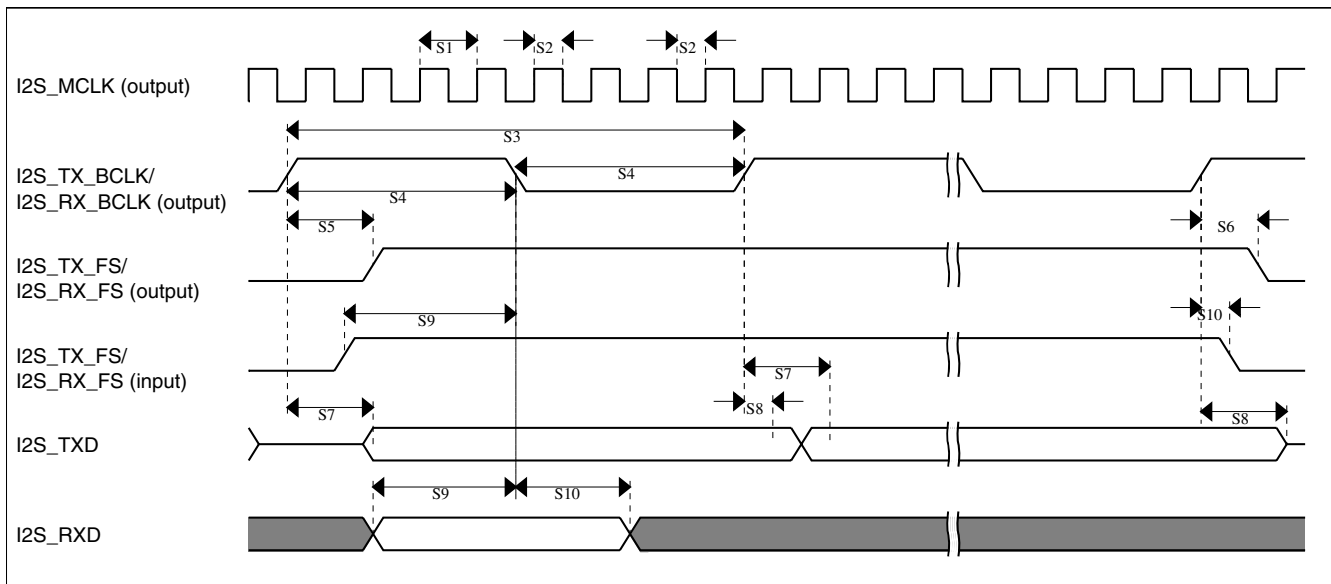 S1 S2 S2
I2S_MCLK (output)
S3
I2S_TX_BCLK/
I2S_RX_BCLK (output)
S4
S4
S5
S6
I2S_TX_FS/
I2S_RX_FS (output)
S9
S10
I2S_TX_FS/
I2S_RX_FS (input)
S7
S7
S8
S8
I2S_TXD
S9 S10
I2S_RXD